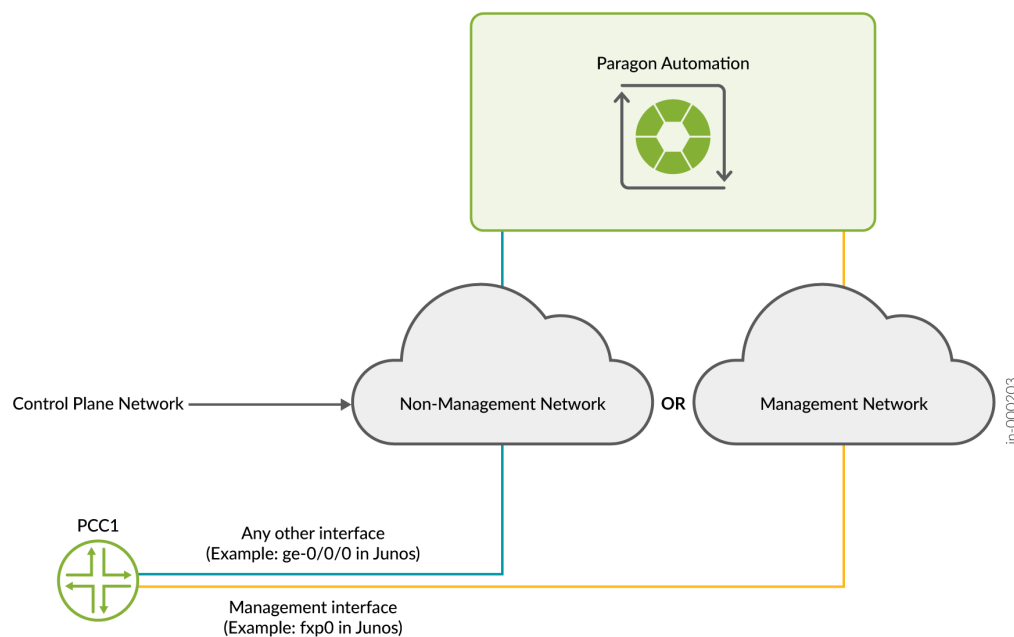 Paragon Automation
Control Plane Network
Non-Management Network
OR
Management Network
jn-000203
PCC1
Any other interface
(Example: ge-0/0/0 in Junos)
Management interface
(Example: fxp0 in Junos)